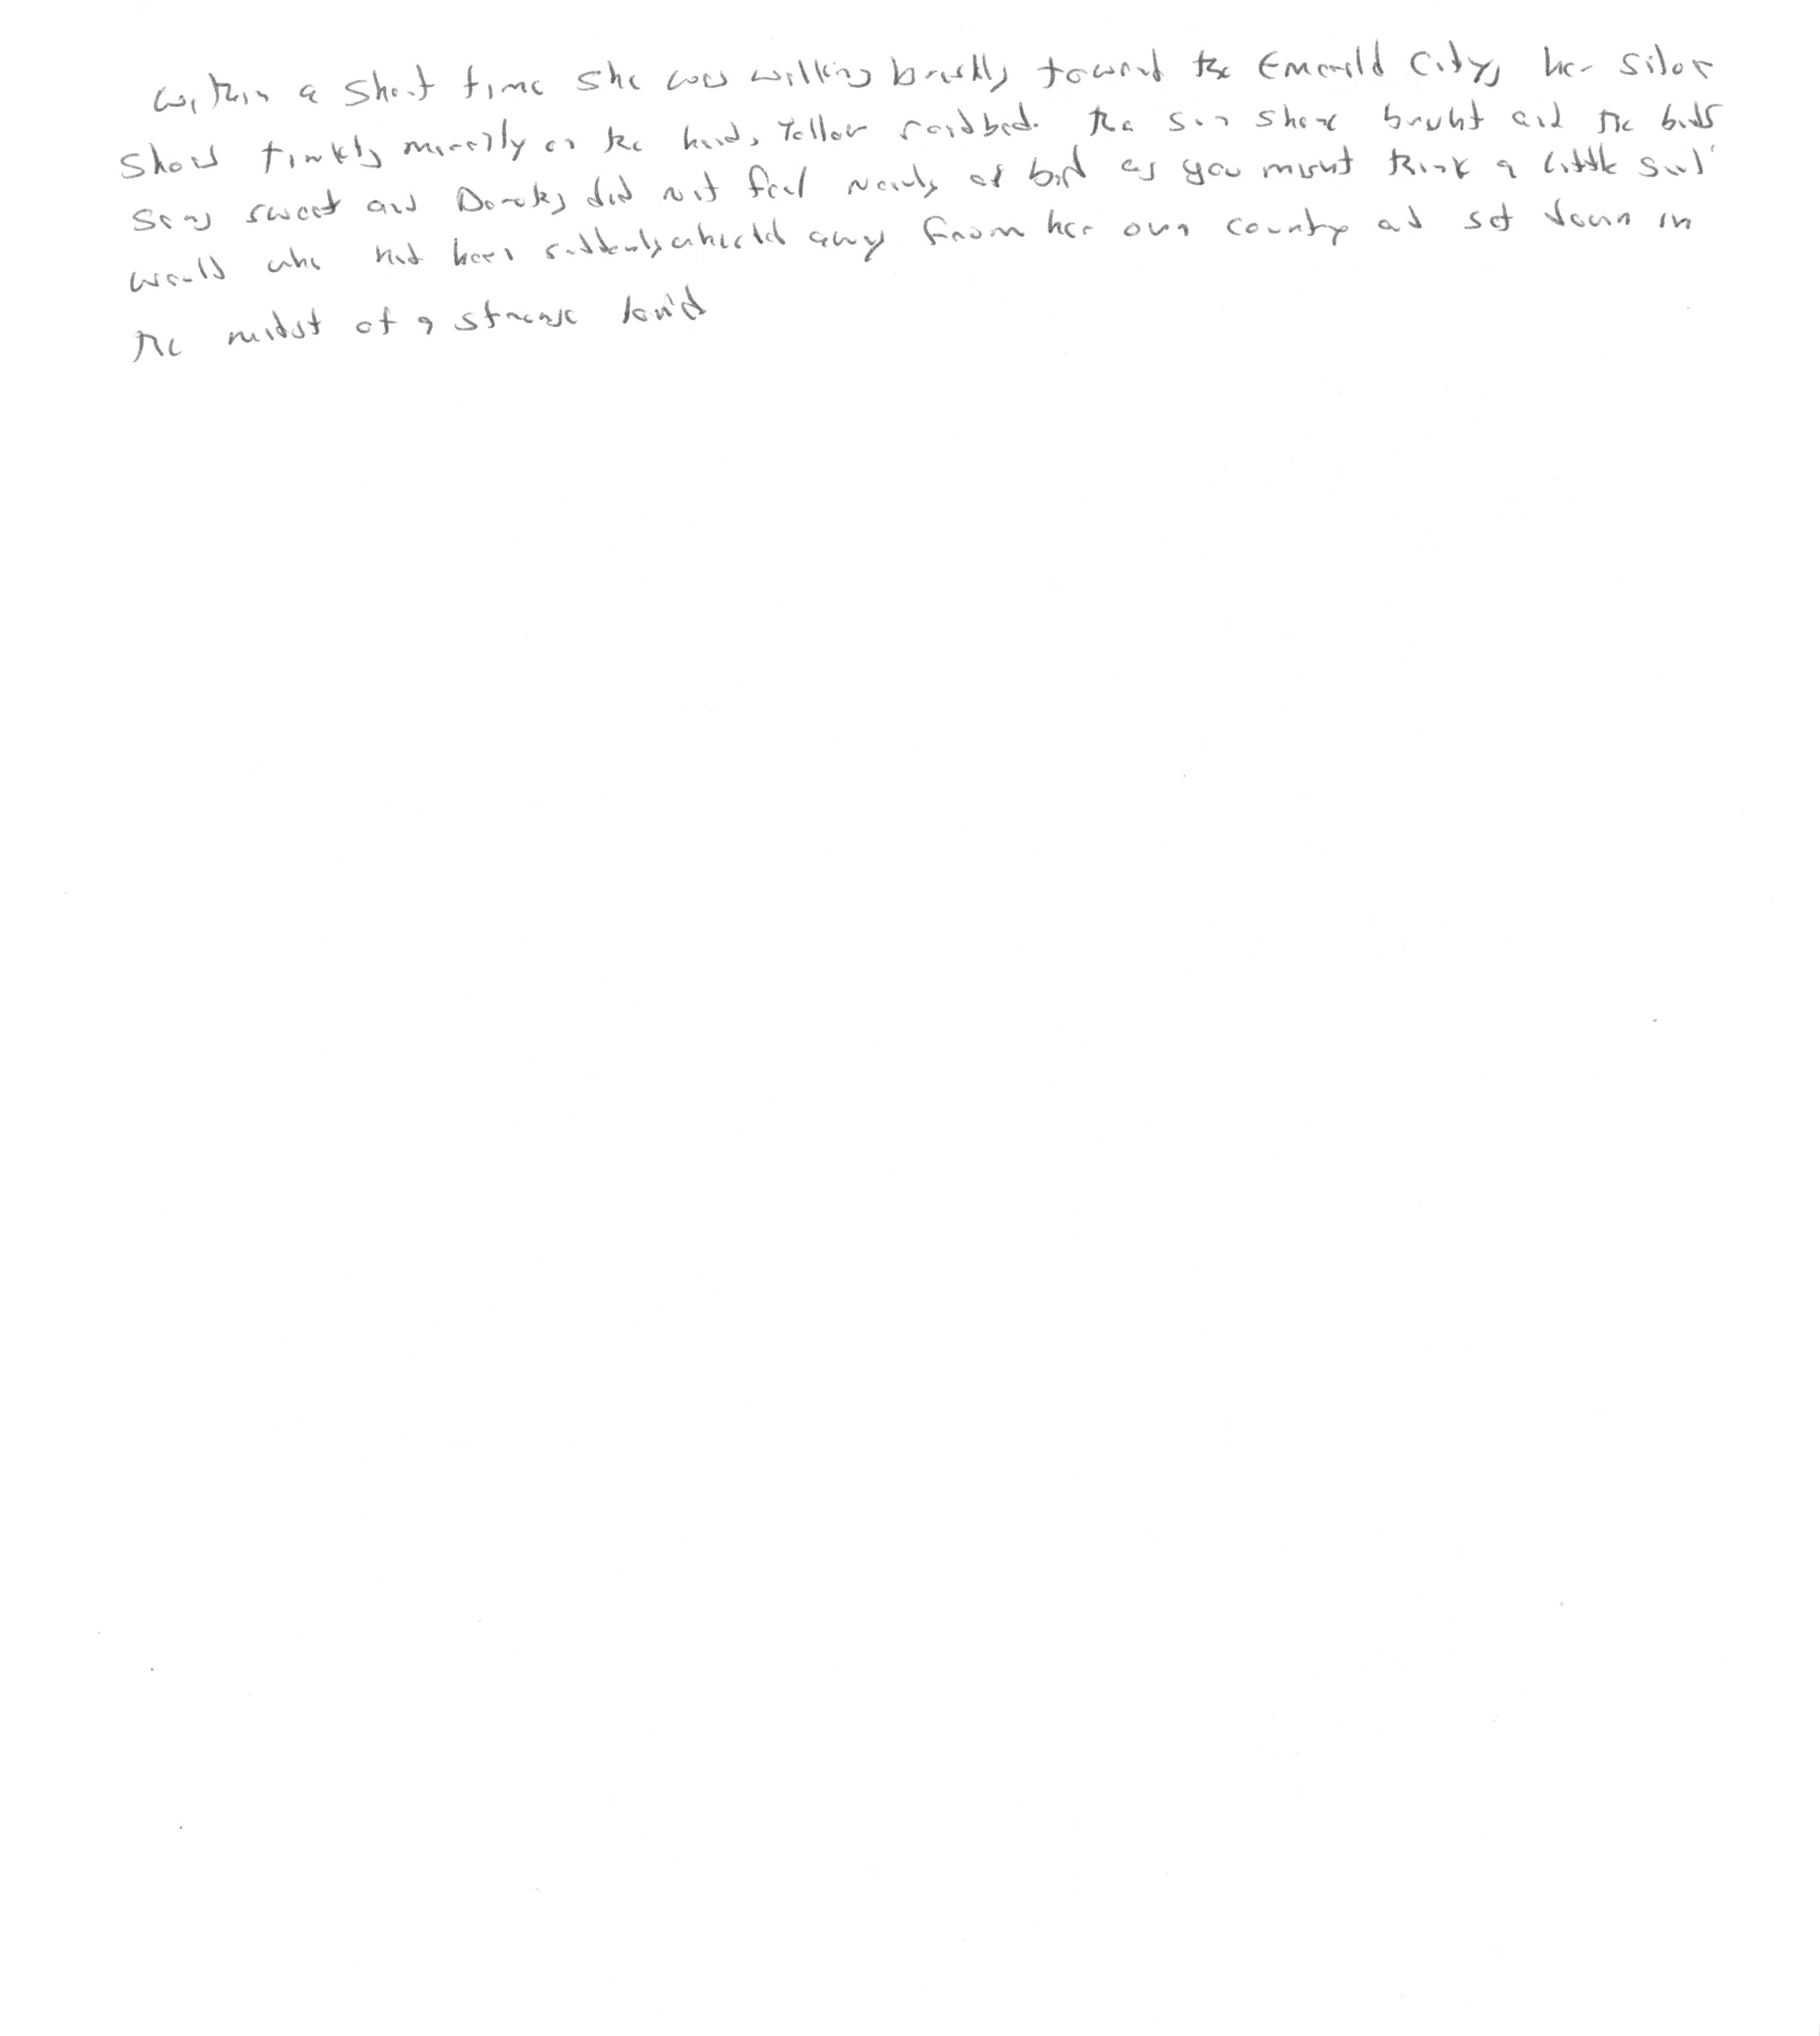 Within a short time she was walking briskly toward the Emerald City, her silver
shoes tinkling merrily on the hard, yellow roadbed. The sun shone bright and the birds
sang sweet and Dorothy did not feel nearly as bad as you might think a little girl
would who had been suddenly whisked away from her own country and set down in
the midst of a strange land